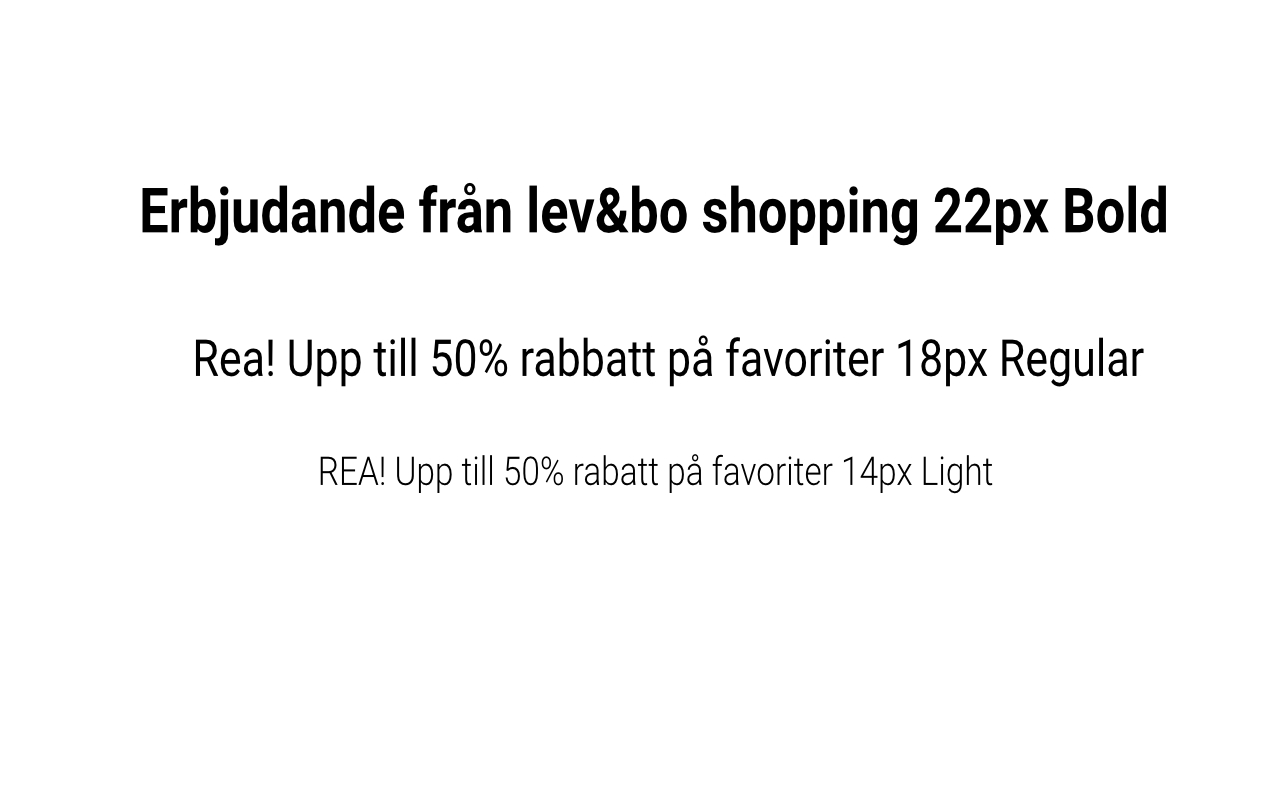 Erbjudande från lev&bo shopping 22px Bold
Rea! Upp till 50% rabbatt på favoriter 18px Regular
REA! Upp till 50% rabatt på favoriter 14px Light